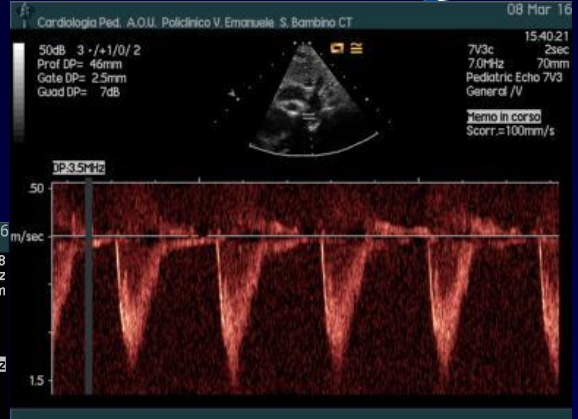 08 Mar 16
Cardiologia Ped. A.O.U. Policlinico V. Emanuele S. Bambino CT
15:40:21
50dB 3 ·/+1/0/ 2
Prof DP= 46mm
Gate DP= 2.5mm
Guad DP= 7dB
7V3c 2sec
7.0MHz 70mm
Pediatric Echo 7V3
General /V
Memo in corso
Scorr.=100mm/s
DP:3.5MHz
.50
m/sec
1.5
6
8
z
m
z